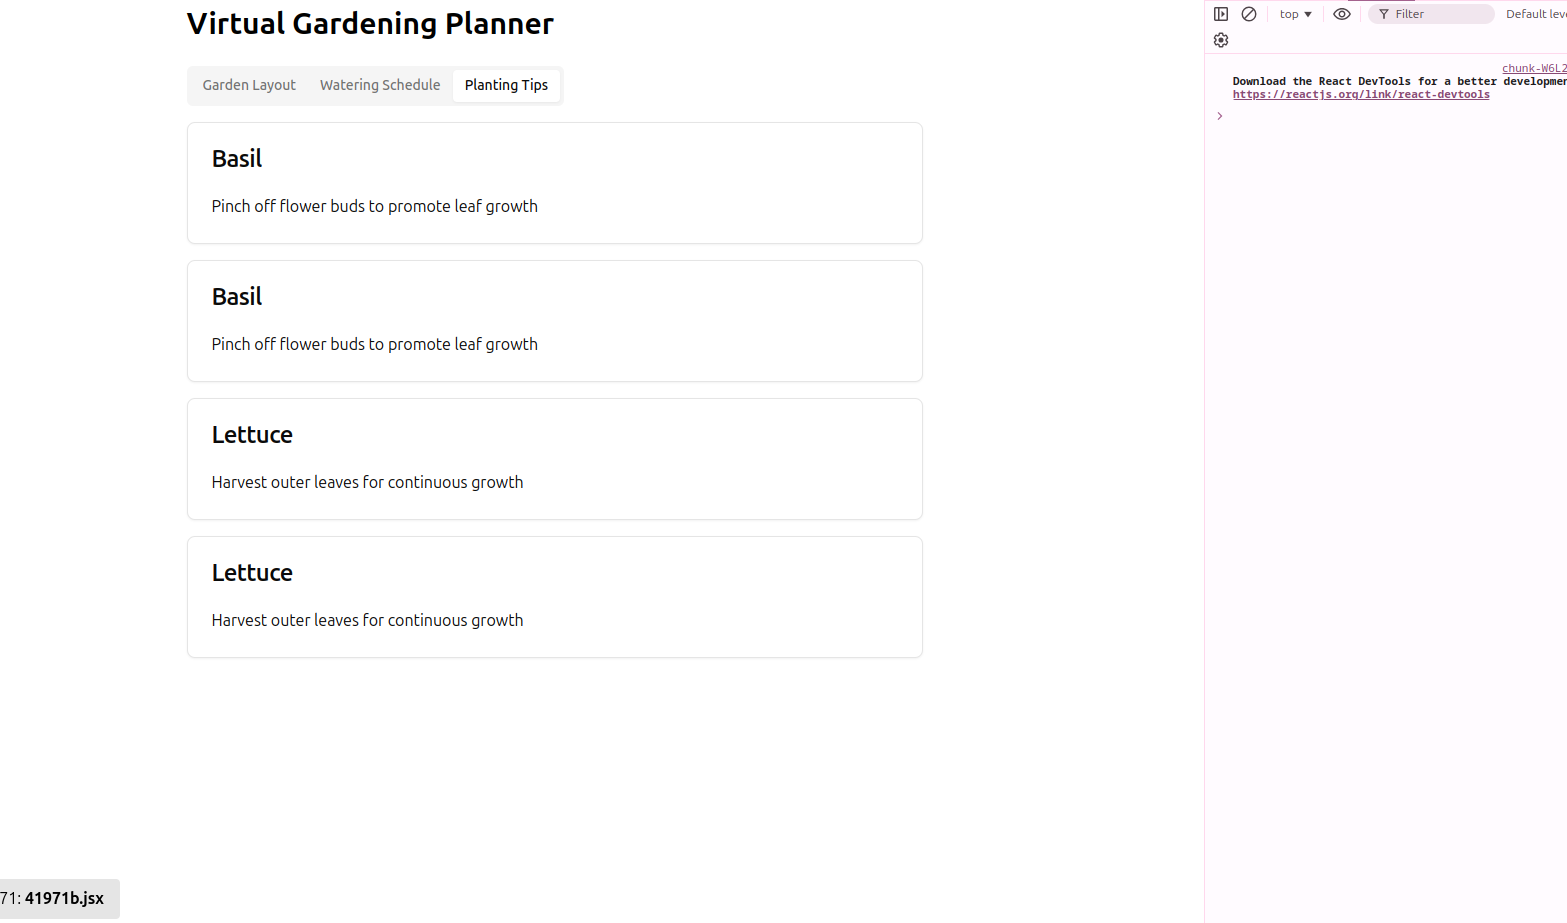 Virtual Gardening Planner
Garden Layout Watering Schedule Planting Tips
Basil
Pinch off flower buds to promote leaf growth
Basil
Pinch off flower buds to promote leaf growth
Lettuce
Harvest outer leaves for continuous growth
Lettuce
Harvest outer leaves for continuous growth
71: 41971b.jsx
top Filter Default
chunk-W6L2
Download the React DevTools for a better
https://reactjs.org/link/react-devtools